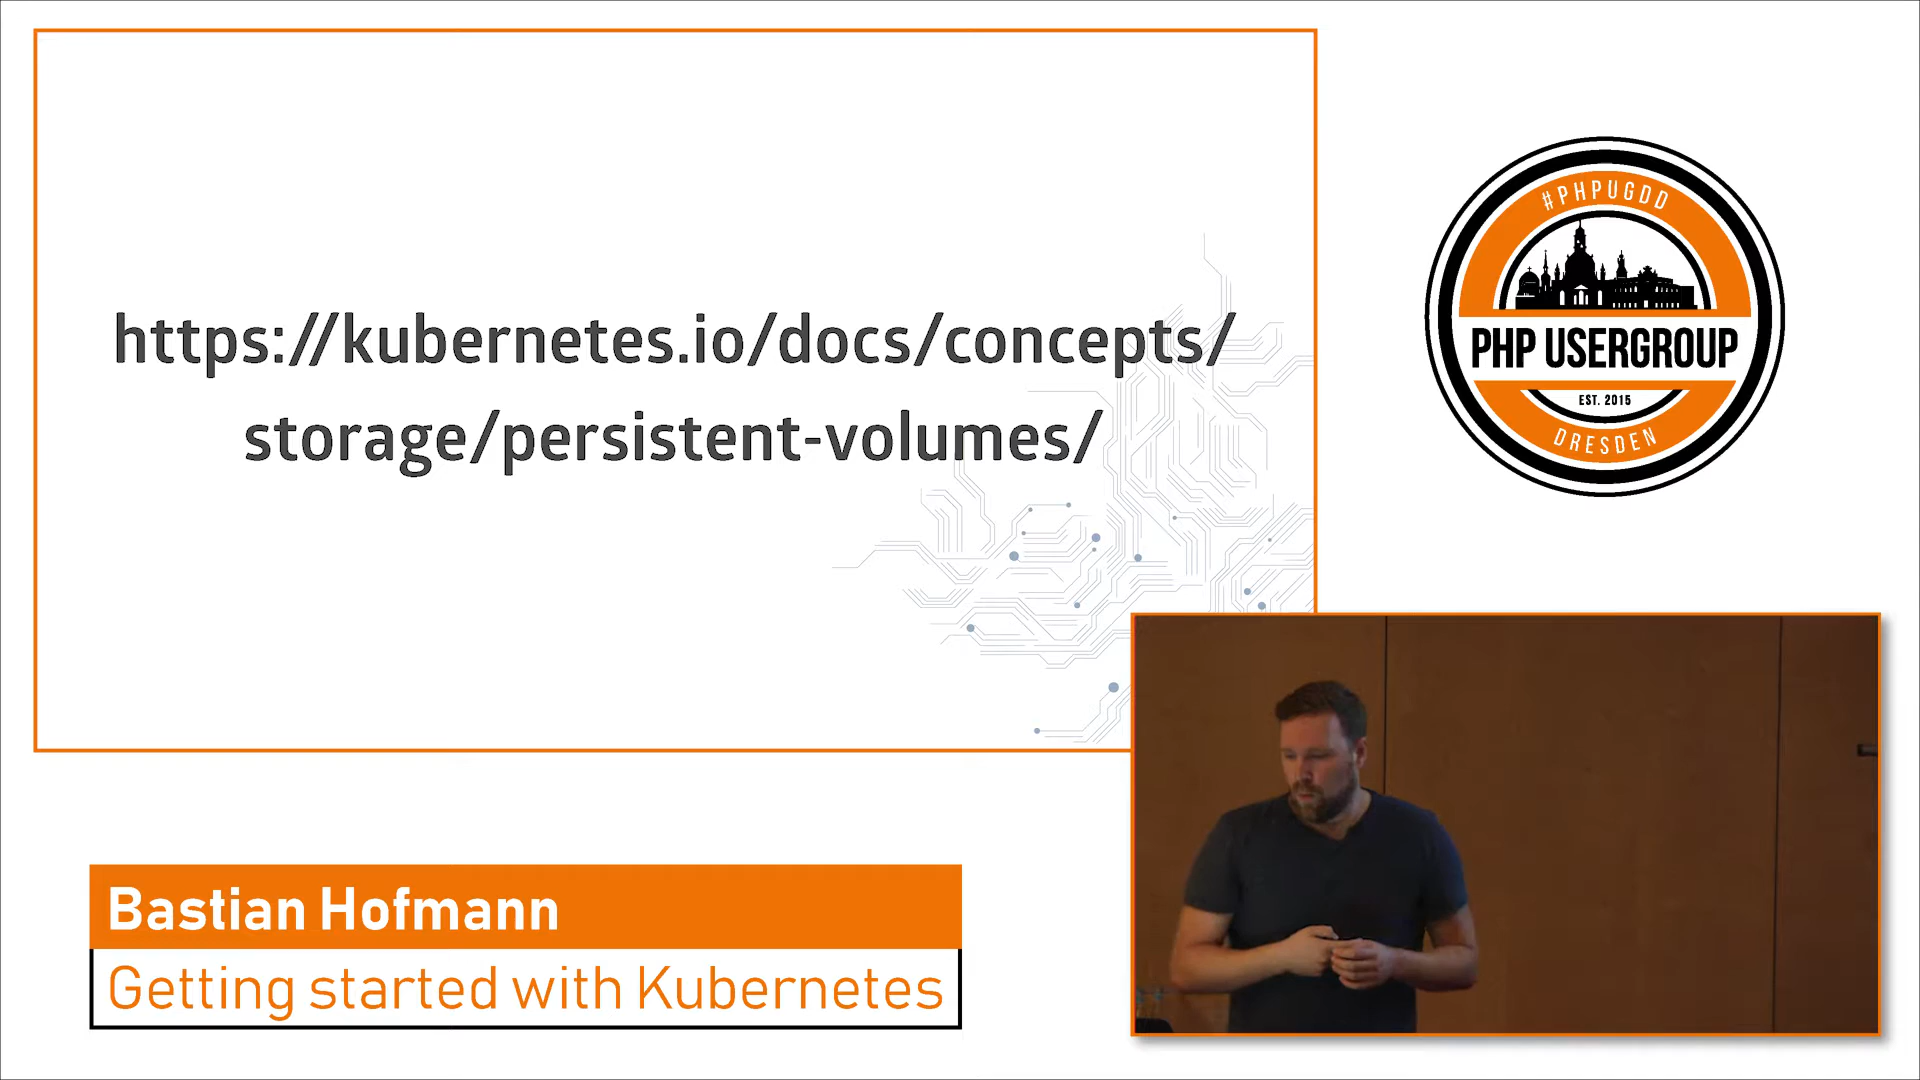 https://kubernetes.io/docs/concepts/
storage/persistent-volumes/
#PHPUGDD
PHP USERGROUP
EST. 2015
DRESDEN
Bastian Hofmann
Getting started with Kubernetes